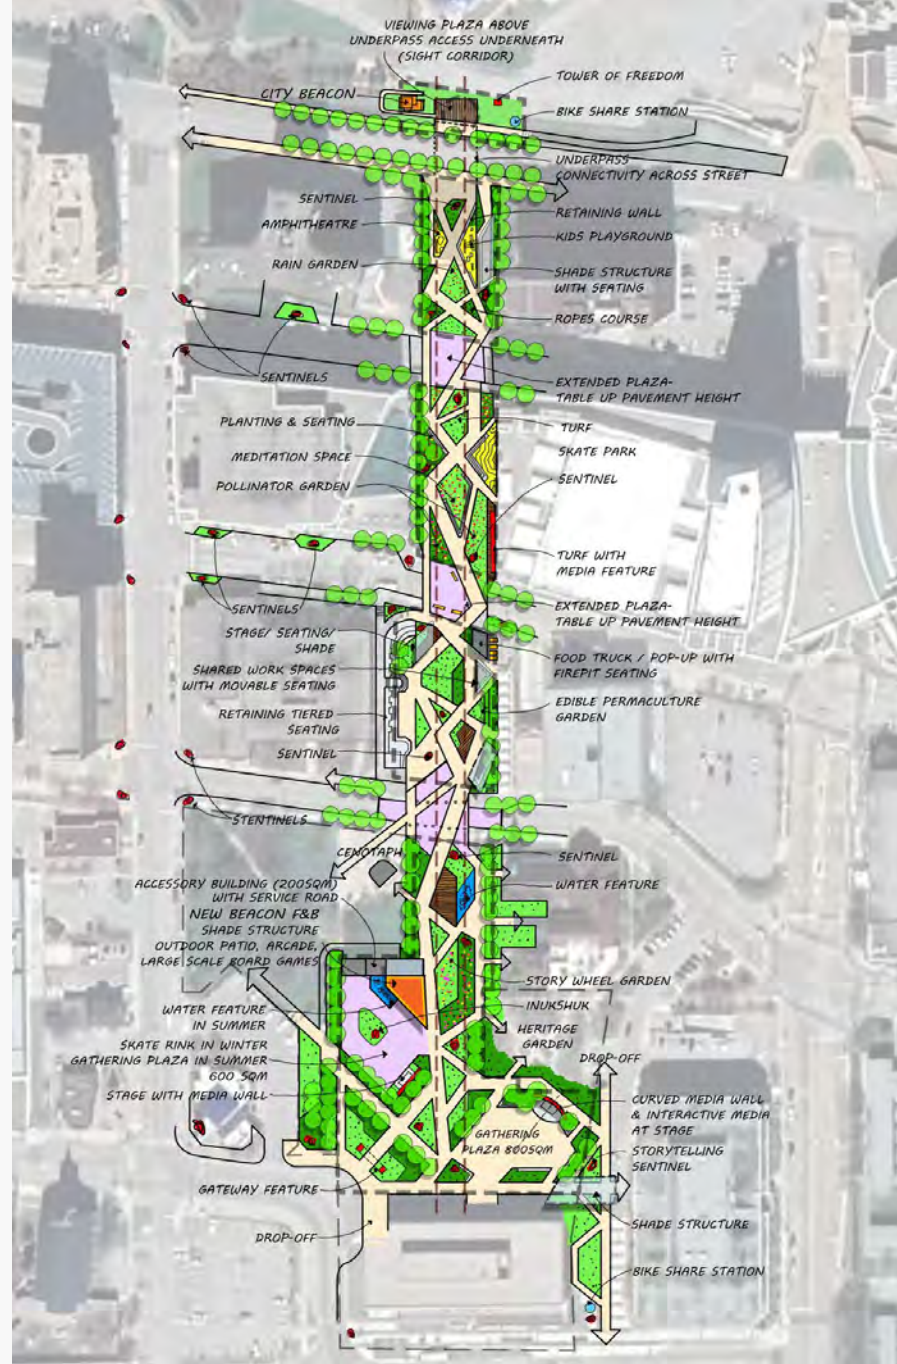 VIEWING PLAZA ABOVE
UNDERPASS ACCESS UNDERNEATH
(SIGHT CORRIDOR)
TOWER OF FREEDOM
CITY BEACON
BIKE SHARE STATION
UNDERPASS
CONNECTIVITY ACROSS STREET
SENTINEL
RETAINING WALL
AMPHITHEATRE
KIDS PLAYGROUND
RAIN GARDEN
SHADE STRUCTURE
WITH SEATING
ROPES COURSE
SENTINELS
EXTENDED PLAZA-
TABLE UP PAVEMENT HEIGHT
PLANTING & SEATING
TURF
MEDITATION SPACE
SKATE PARK
POLLINATOR GARDEN
SENTINEL
TURF WITH
MEDIA FEATURE
SENTINELS
EXTENDED PLAZA-
TABLE UP PAVEMENT HEIGHT
STAGE/ SEATING/
SHADE
FOOD TRUCK / POP-UP WITH
FIREPIT SEATING
SHARED WORK SPACES
WITH MOVABLE SEATING
EDIBLE PERMACULTURE
GARDEN
RETAINING TIERED
SEATING
SENTINEL
STENTINELS
CENOTAPH
SENTINEL
ACCESSORY BUILDING (200SQM)
WITH SERVICE ROAD
WATER FEATURE
NEW BEACON F&B
SHADE STRUCTURE
OUTDOOR PATIO, ARCADE,
LARGE SCALE BOARD GAMES
STORY WHEEL GARDEN
WATER FEATURE
IN SUMMER
INUKSHUK
HERITAGE
GARDEN
SKATE RINK IN WINTER
GATHERING PLAZA IN SUMMER
600 SQM
DROP-OFF
STAGE WITH MEDIA WALL
CURVED MEDIA WALL
& INTERACTIVE MEDIA
AT STAGE
GATHERING
PLAZA 800SQM
STORYTELLING
SENTINEL
GATEWAY FEATURE
SHADE STRUCTURE
DROP-OFF
BIKE SHARE STATION